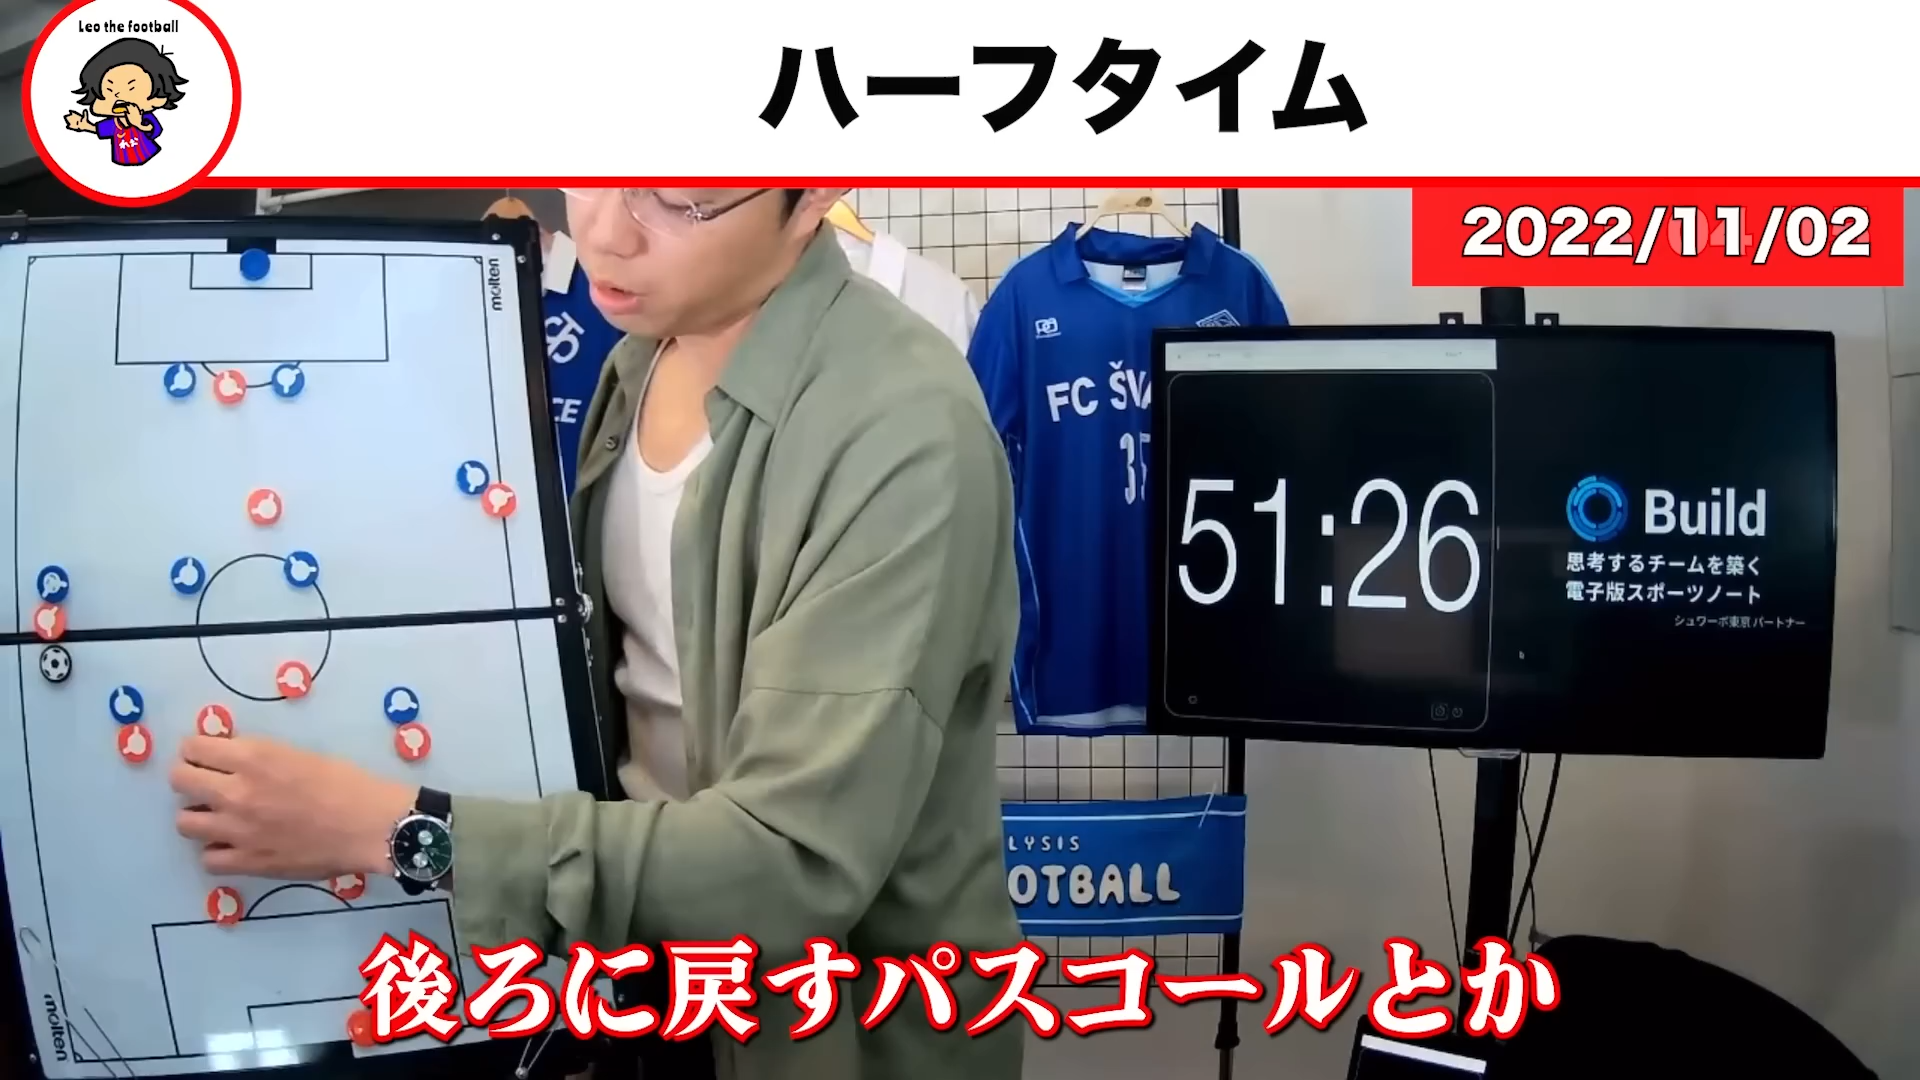 Leo the football
ハーフタイム
2022/11/02
molten
FC ŠV
51:26
Build
思考するチームを築く
電子版スポーツノート
シュワーボ東京 パートナー
LYSIS
OTBALL
molten
後ろに戻すパスコールとか